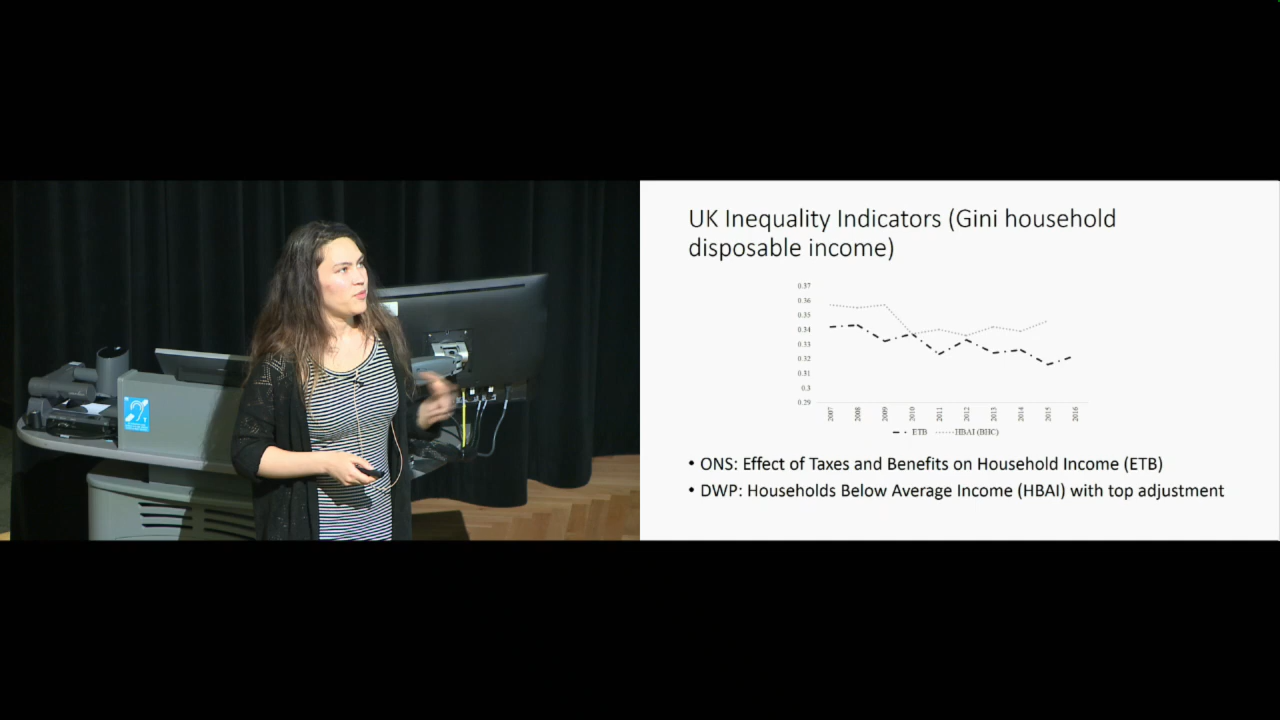 UK Inequality Indicators (Gini household
disposable income)
0.37
0.36
0.35
0.34
0.33
0.32
0.31
0.3
0.29
2007 2008 2009 2010 2011 2012 2013 2014 2015 2016
ETB HBAI (BHC)
• ONS: Effect of Taxes and Benefits on Household Income (ETB)
• DWP: Households Below Average Income (HBAI) with top adjustment